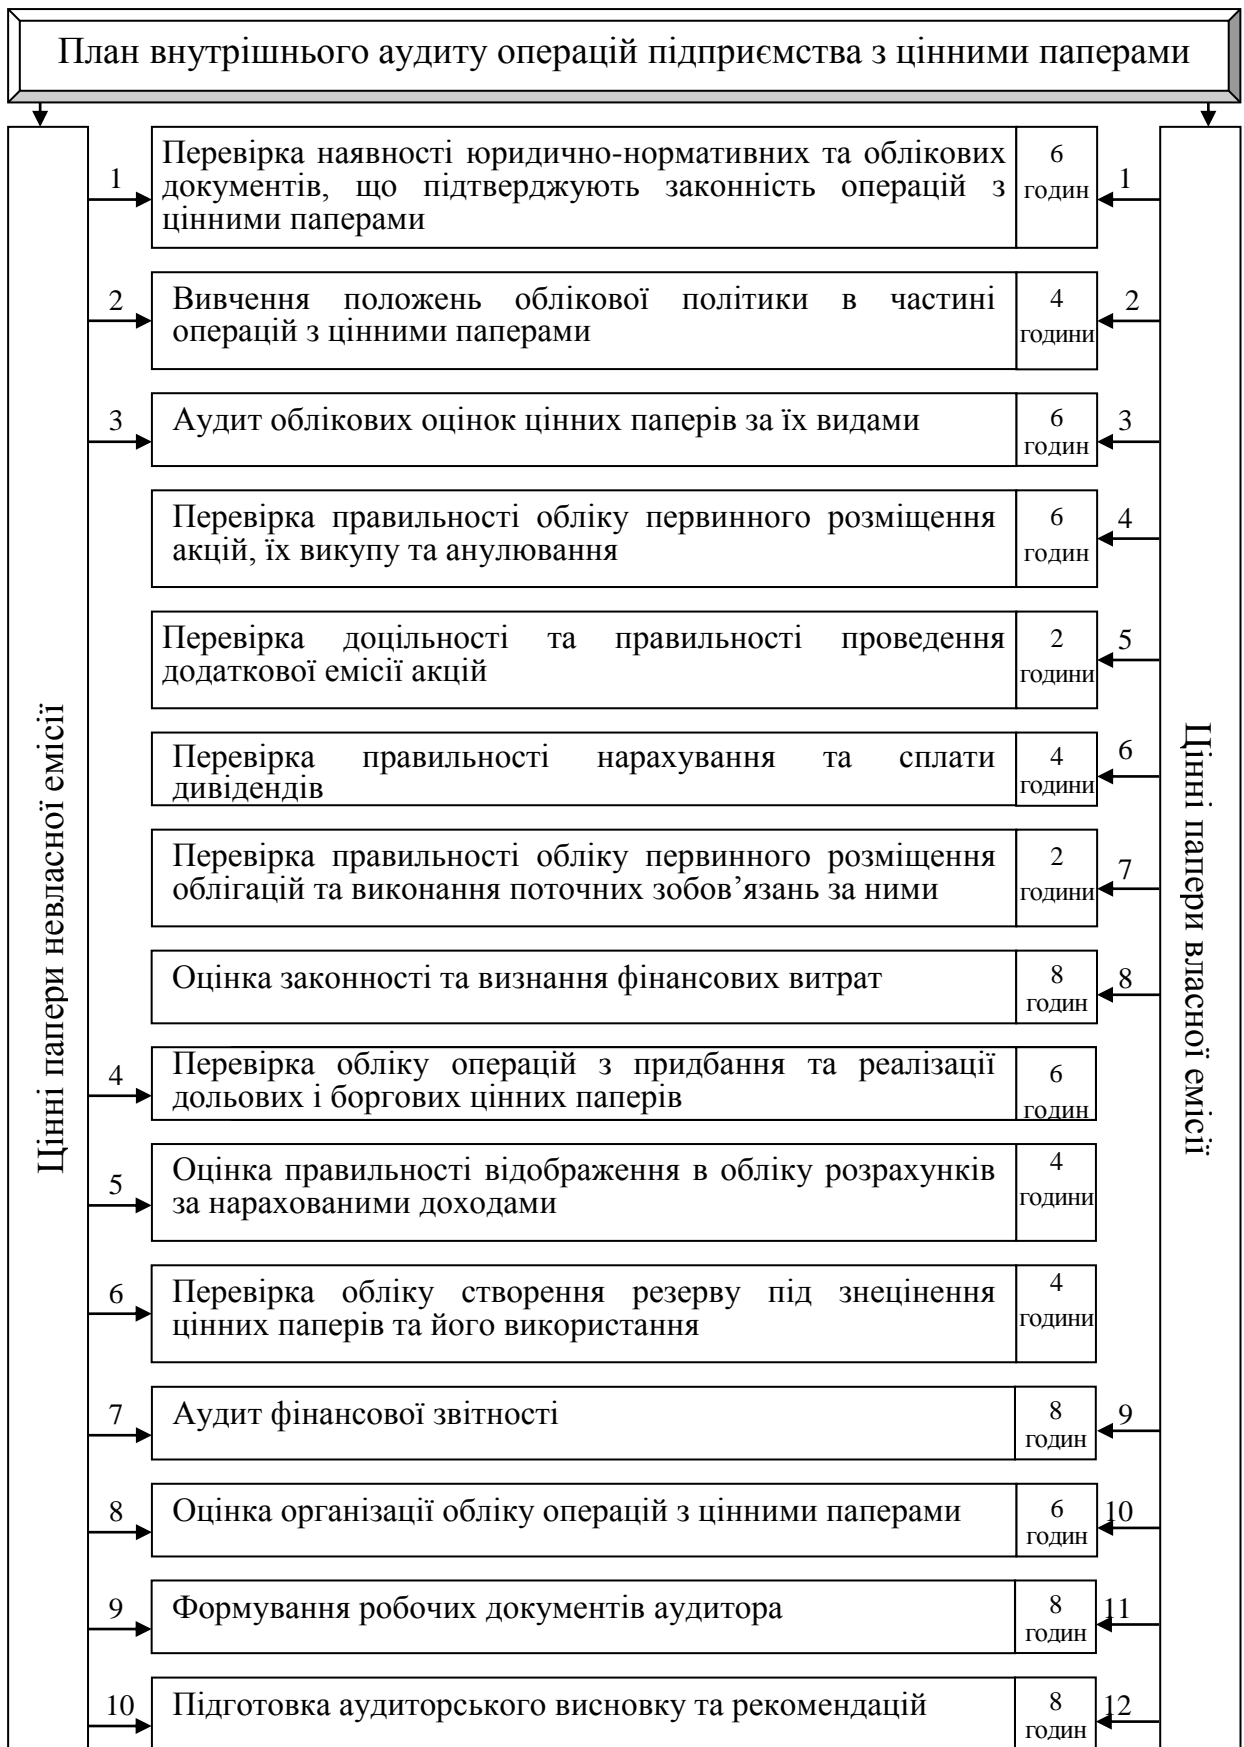 План внутрішнього аудиту операцій підприємства з цінними паперами
Цінні папери невласної емісії
Цінні папери власної емісії
1
Перевірка наявності юридично-нормативних та облікових
документів, що підтверджують законність операцій з
цінними паперами
6
годин
1
2
Вивчення положень облікової політики в частині
операцій з цінними паперами
4
години
2
3
Аудит облікових оцінок цінних паперів за їх видами
6
годин
3
Перевірка правильності обліку первинного розміщення
акцій, їх викупу та анулювання
6
годин
4
Перевірка доцільності та правильності проведення
додаткової емісії акцій
2
години
5
Перевірка правильності нарахування та сплати
дивідендів
4
години
6
Перевірка правильності обліку первинного розміщення
облігацій та виконання поточних зобов’язань за ними
2
години
7
Оцінка законності та визнання фінансових витрат
8
годин
8
4
Перевірка обліку операцій з придбання та реалізації
дольових і боргових цінних паперів
6
годин
5
Оцінка правильності відображення в обліку розрахунків
за нарахованими доходами
4
години
6
Перевірка обліку створення резерву під знецінення
цінних паперів та його використання
4
години
7
Аудит фінансової звітності
8
годин
9
8
Оцінка організації обліку операцій з цінними паперами
6
годин
10
9
Формування робочих документів аудитора
8
годин
11
10
Підготовка аудиторського висновку та рекомендацій
8
годин
12